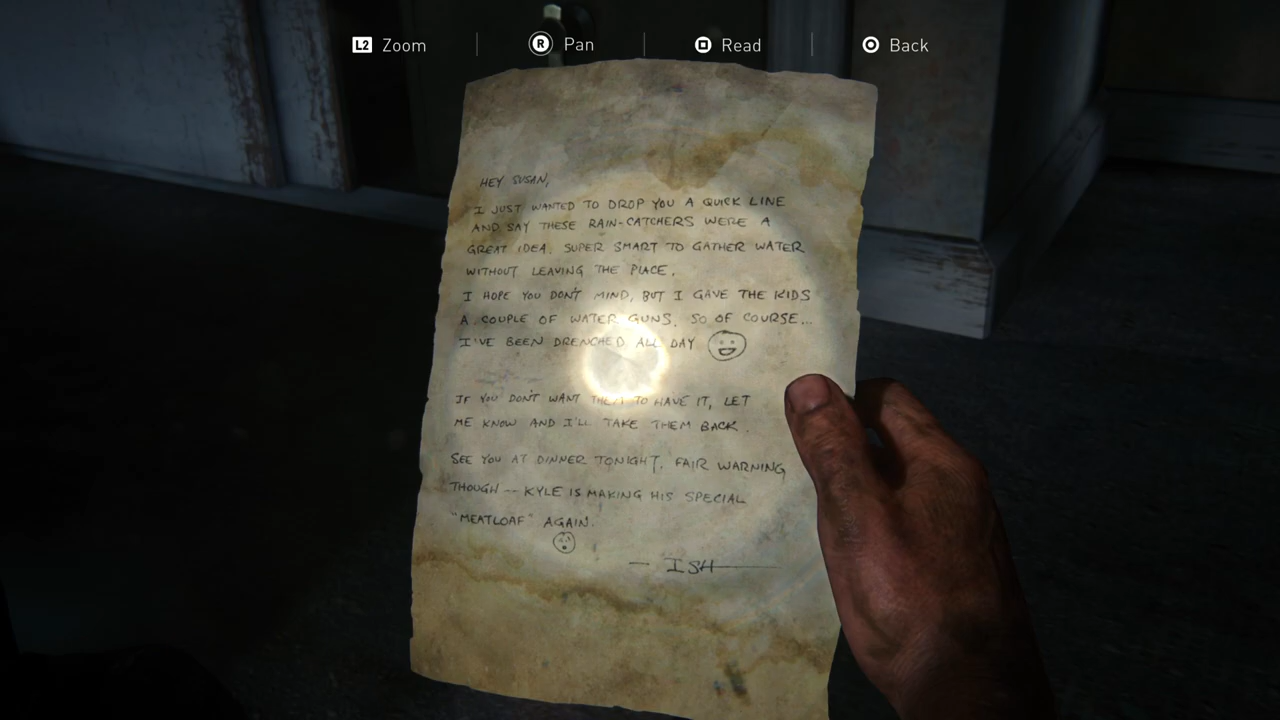 L2 Zoom R Pan Read Back
HEY SUSAN,
I JUST WANTED TO DROP YOU A QUICK LINE
AND SAY THESE RAIN-CATCHERS WERE A
GREAT IDEA. SUPER SMART TO GATHER WATER
WITHOUT LEAVING THE PLACE.
I HOPE YOU DON'T MIND, BUT I GAVE THE KIDS
A COUPLE OF WATER GUNS. SO OF COURSE...
I'VE BEEN DRENCHED ALL DAY
IF YOU DON'T WANT THEM TO HAVE IT, LET
ME KNOW AND I'LL TAKE THEM BACK.
SEE YOU AT DINNER TONIGHT. FAIR WARNING
THOUGH -- KYLE IS MAKING HIS SPECIAL
"MEATLOAF" AGAIN.
— ISH